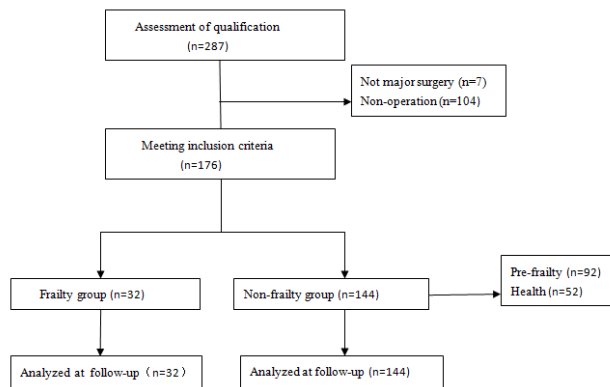 Assessment of qualification
(n=287)
Not major surgery (n=7)
Non-operation (n=104)
Meeting inclusion criteria
(n=176)
Frailty group (n=32)
Non-frailty group (n=144)
Pre-frailty (n=92)
Health (n=52)
Analyzed at follow-up（n=32）
Analyzed at follow-up (n=144)